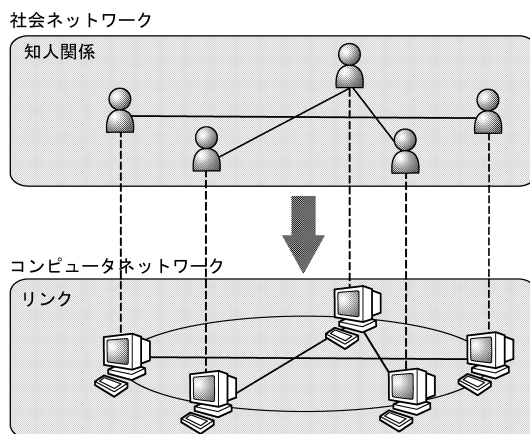 社会ネットワーク
知人関係
コンピュータネットワーク
リンク